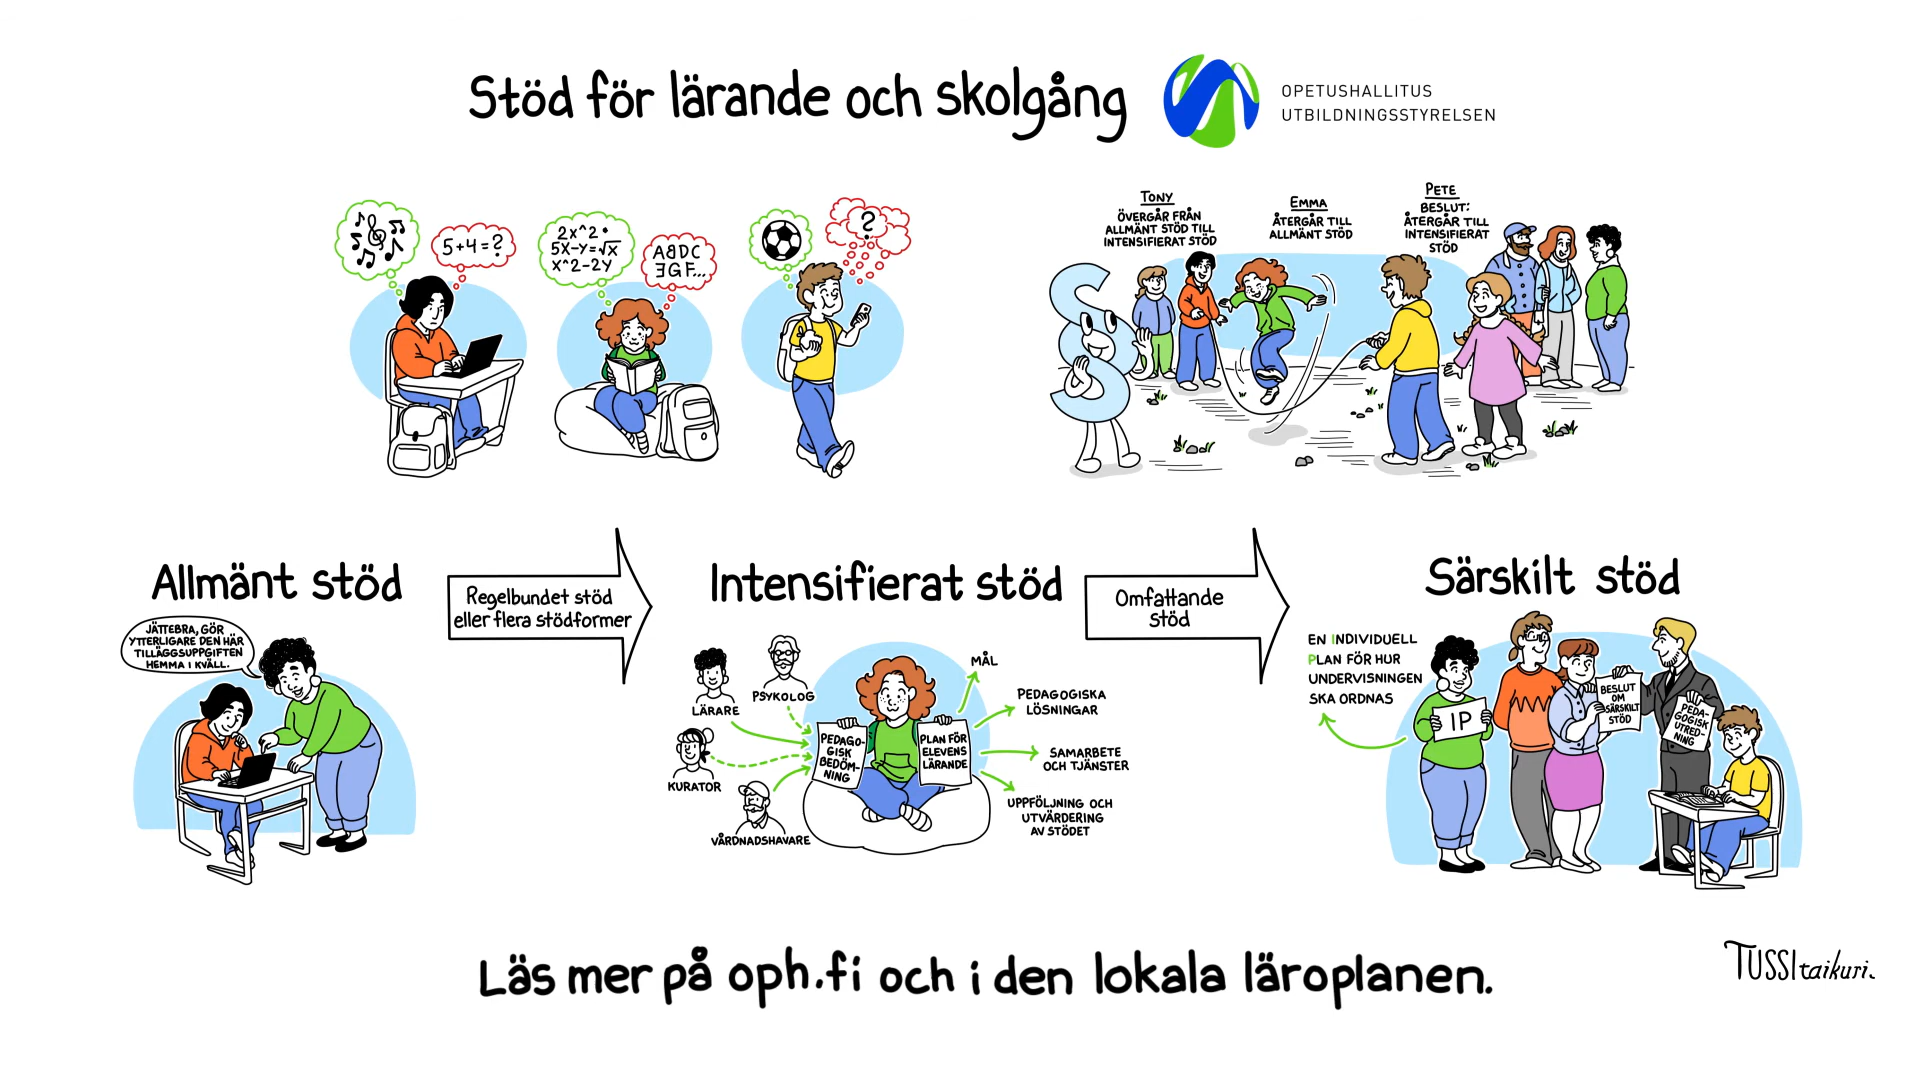 Stöd för lärande och skolgång
OPETUSHALLITUS
UTBILDNINGSSTYRELSEN
5+4=?
2x^2•
5x-y=√x
x^2-2y
ABDC
ƎGF...
?
TONY
ÖVERGÅR FRÅN
ALLMÄNT STÖD TILL
INTENSIFIERAT STÖD
EMMA
ÅTERGÅR TILL
ALLMÄNT STÖD
PETE
BESLUT:
ÅTERGÅR TILL
INTENSIFIERAT
STÖD
Allmänt stöd
JÄTTEBRA, GÖR
YTTERLIGARE DEN HÄR
TILLÄGGSUPPGIFTEN
HEMMA I KVÄLL.
Regelbundet stöd
eller flera stödformer
Intensifierat stöd
LÄRARE
PSYKOLOG
KURATOR
VÅRDNADSHAVARE
PEDAGO-
GISK
BEDÖM-
NING
PLAN FÖR
ELEVENS
LÄRANDE
MÅL
PEDAGOGISKA
LÖSNINGAR
SAMARBETE
OCH TJÄNSTER
UPPFÖLJNING OCH
UTVÄRDERING
AV STÖDET
Omfattande
stöd
Särskilt stöd
EN INDIVIDUELL
PLAN FÖR HUR
UNDERVISNINGEN
SKA ORDNAS
IP
BESLUT
OM
SÄRSKILT
STÖD
PEDA-
GOGISK
UTRED-
NING
Läs mer på oph.fi och i den lokala läroplanen.
TUSSItaikuri.